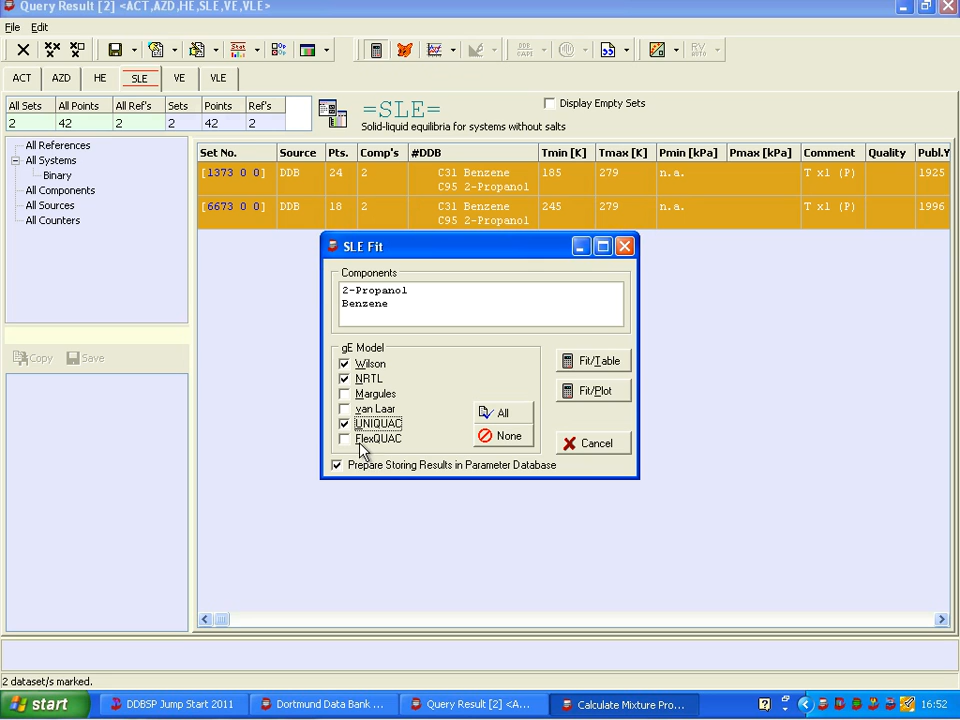 Query Result [2] <ACT,AZD,HE,SLE,VE,VLE>
File Edit
Stat
DDB CAPE
RV
ACT AZD HE SLE VE VLE
All Sets All Points All Ref's Sets Points Ref's
2 42 2 2 42 2
=SLE=
Solid-liquid equilibria for systems without salts
Display Empty Sets
All References
All Systems
Binary
All Components
All Sources
All Counters
Copy Save
Set No. Source Pts. Comp's #DDB Tmin [K] Tmax [K] Pmin [kPa] Pmax [kPa] Comment Quality Publ.Y
[1373 0 0] DDB 24 2 C31 Benzene 185 279 n.a. T x1 (P) 1925
C95 2-Propanol
[6673 0 0] DDB 18 2 C31 Benzene 245 279 n.a. T x1 (P) 1996
C95 2-Propanol
SLE Fit
Components
2-Propanol
Benzene
gE Model
Wilson
NRTL
Margules
van Laar
UNIQUAC
FlexQUAC
All
None
Fit/Table
Fit/Plot
Cancel
Prepare Storing Results in Parameter Database
2 dataset/s marked.
start DDBSP Jump Start 2011 Dortmund Data Bank ... Query Result [2] <A... Calculate Mixture Pro... 16:52